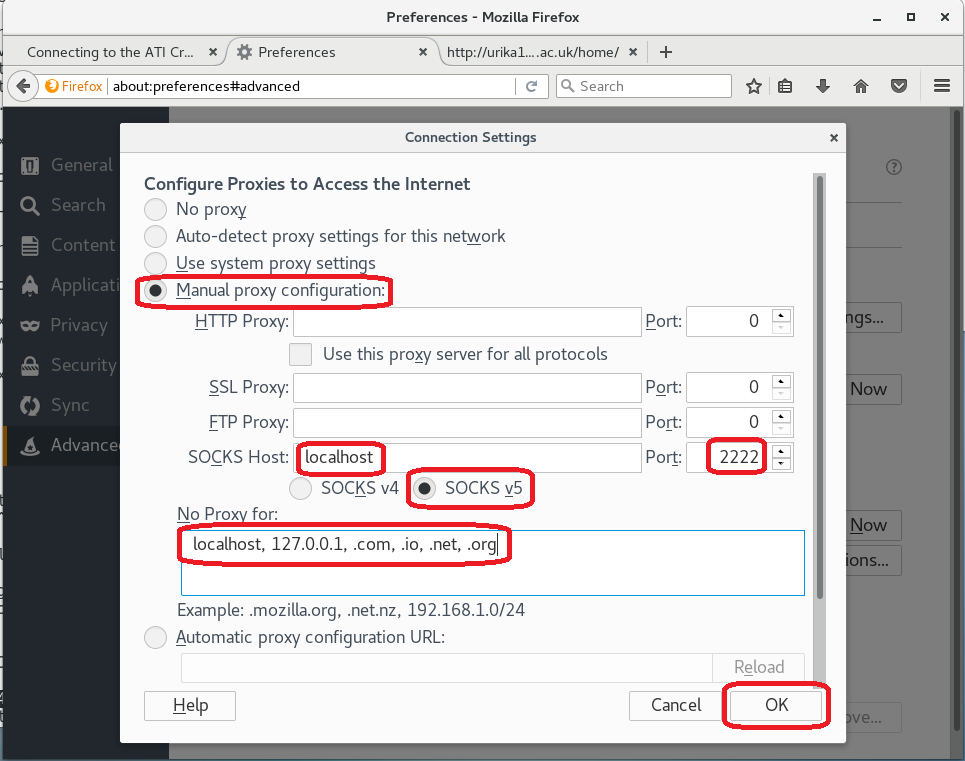 Preferences - Mozilla Firefox
Connecting to the ATI Cr...
Preferences
http://urika1....ac.uk/home/
Firefox about:preferences#advanced
Search
Connection Settings
General
Search
Content
Applicati
Privacy
Security
Sync
Advance
Configure Proxies to Access the Internet
No proxy
Auto-detect proxy settings for this network
Use system proxy settings
Manual proxy configuration:
HTTP Proxy: Port: 0
Use this proxy server for all protocols
SSL Proxy: Port: 0
FTP Proxy: Port: 0
SOCKS Host: localhost Port: 2222
SOCKS v4 SOCKS v5
No Proxy for:
localhost, 127.0.0.1, .com, .io, .net, .org
Example: .mozilla.org, .net.nz, 192.168.1.0/24
Automatic proxy configuration URL:
Reload
Help Cancel OK
ngs...
Now
Now
ions...
ove...